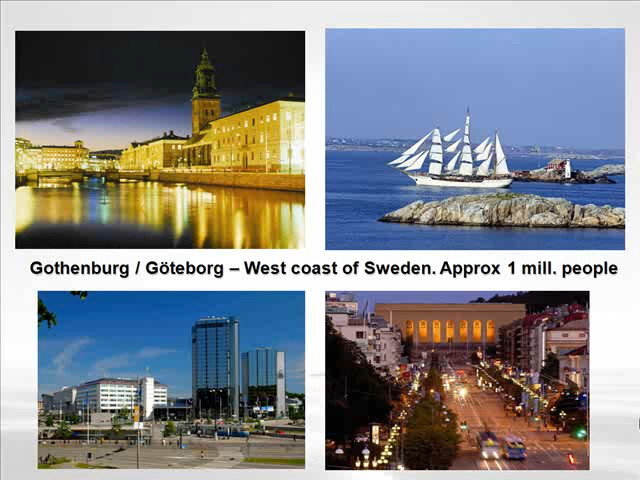 Gothenburg / Göteborg – West coast of Sweden. Approx 1 mill. people